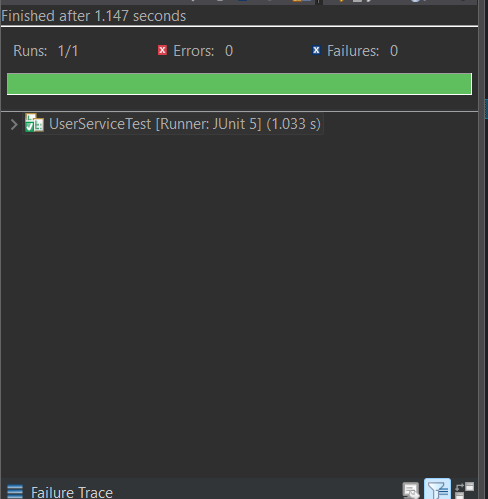 Finished after 1.147 seconds
Runs: 1/1 Errors: 0 Failures: 0
UserServiceTest [Runner: JUnit 5] (1.033 s)
Failure Trace